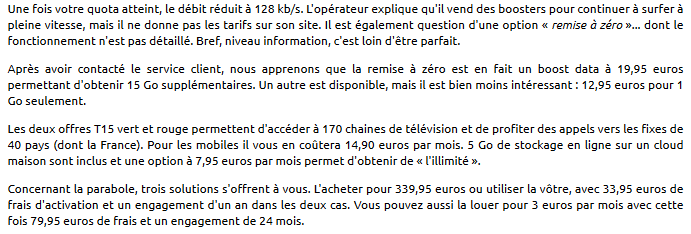 Une fois votre quota atteint, le débit réduit à 128 kb/s. L'opérateur explique qu'il vend des boosters pour continuer à surfer à
pleine vitesse, mais il ne donne pas les tarifs sur son site. Il est également question d'une option « remise à zéro »... dont le
fonctionnement n'est pas détaillé. Bref, niveau information, c'est loin d'être parfait.
Après avoir contacté le service client, nous apprenons que la remise à zéro est en fait un boost data à 19,95 euros
permettant d'obtenir 15 Go supplémentaires. Un autre est disponible, mais il est bien moins intéressant : 12,95 euros pour 1
Go seulement.
Les deux offres T15 vert et rouge permettent d'accéder à 170 chaines de télévision et de profiter des appels vers les fixes de
40 pays (dont la France). Pour les mobiles il vous en coûtera 14,90 euros par mois. 5 Go de stockage en ligne sur un cloud
maison sont inclus et une option à 7,95 euros par mois permet d'obtenir de « l'illimité ».
Concernant la parabole, trois solutions s'offrent à vous. L'acheter pour 339,95 euros ou utiliser la vôtre, avec 33,95 euros de
frais d'activation et un engagement d'un an dans les deux cas. Vous pouvez aussi la louer pour 3 euros par mois avec cette
fois 79,95 euros de frais et un engagement de 24 mois.